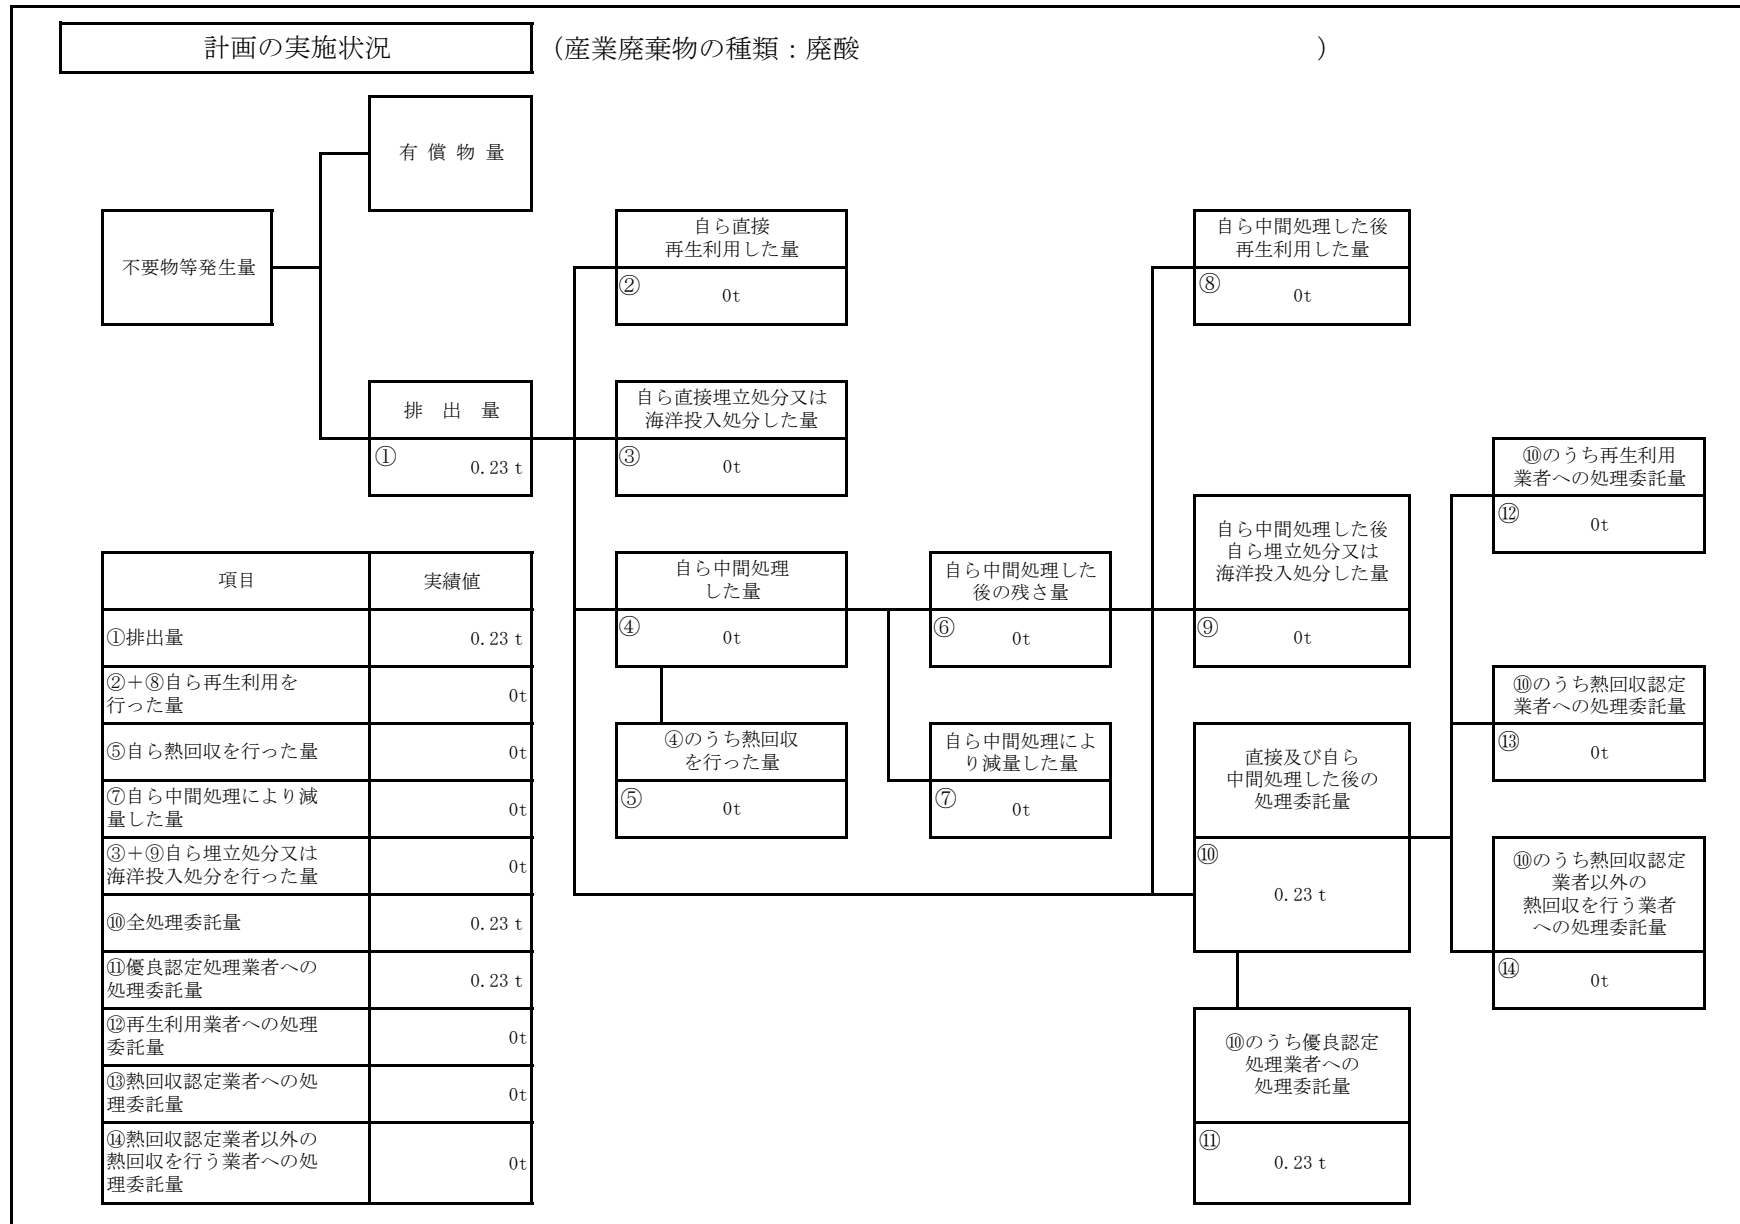 計画の実施状況
（産業廃棄物の種類：廃酸　）
有 償 物 量
不要物等発生量
自ら直接
再生利用した量
②
0t
自ら中間処理した後
再生利用した量
⑧
0t
排 出 量
①
0.23 t
自ら直接埋立処分又は
海洋投入処分した量
③
0t
⑩のうち再生利用
業者への処理委託量
⑫
0t
自ら中間処理
した量
④
0t
自ら中間処理した
後の残さ量
⑥
0t
自ら中間処理した後
自ら埋立処分又は
海洋投入処分した量
⑨
0t
④のうち熱回収
を行った量
⑤
0t
自ら中間処理によ
り減量した量
⑦
0t
直接及び自ら
中間処理した後の
処理委託量
⑩
0.23 t
⑩のうち熱回収認定
業者への処理委託量
⑬
0t
⑩のうち熱回収認定
業者以外の
熱回収を行う業者
への処理委託量
⑭
0t
⑩のうち優良認定
処理業者への
処理委託量
⑪
0.23 t
項目 実績値
①排出量 0.23 t
②＋⑧自ら再生利用を
行った量 0t
⑤自ら熱回収を行った量 0t
⑦自ら中間処理により減
量した量 0t
③＋⑨自ら埋立処分又は
海洋投入処分を行った量 0t
⑩全処理委託量 0.23 t
⑪優良認定処理業者への
処理委託量 0.23 t
⑫再生利用業者への処理
委託量 0t
⑬熱回収認定業者への処
理委託量 0t
⑭熱回収認定業者以外の
熱回収を行う業者への処
理委託量 0t